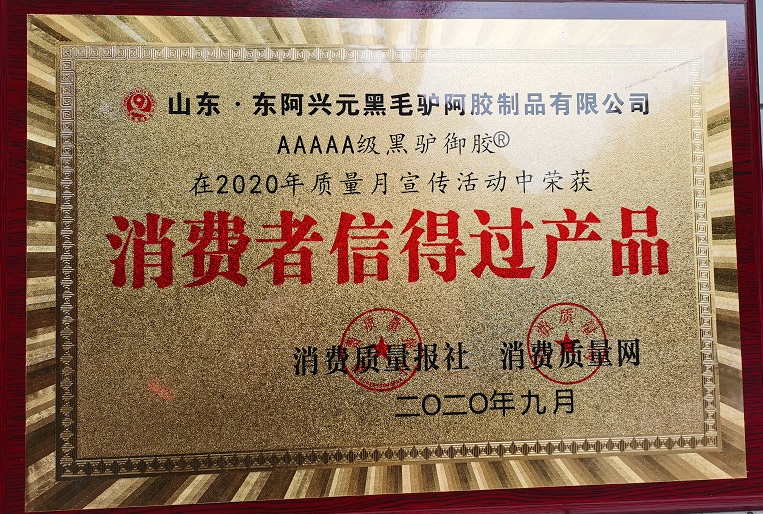 山东·东阿兴元黑毛驴阿胶制品有限公司
AAAAA级黑驴御胶®
在2020年质量月宣传活动中荣获
消费者信得过产品
消费质量报社 消费质量网
二〇二〇年九月